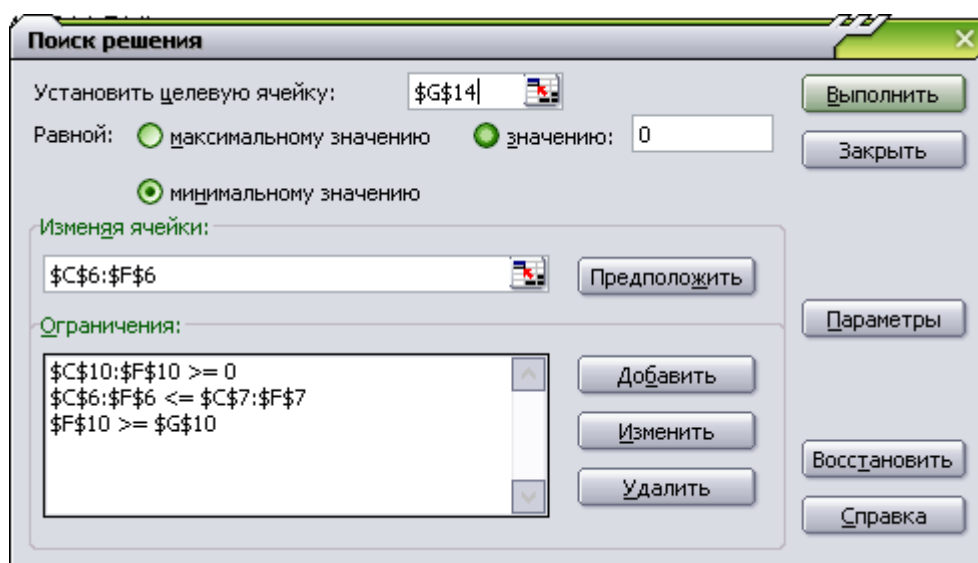 Поиск решения
Установить целевую ячейку: $G$14
Выполнить
Равной: максимальному значению значению: 0
Закрыть
минимальному значению
Изменяя ячейки:
$C$6:$F$6
Предположить
Ограничения:
Параметры
$C$10:$F$10 >= 0
Добавить
$C$6:$F$6 <= $C$7:$F$7
$F$10 >= $G$10
Изменить
Восстановить
Удалить
Справка